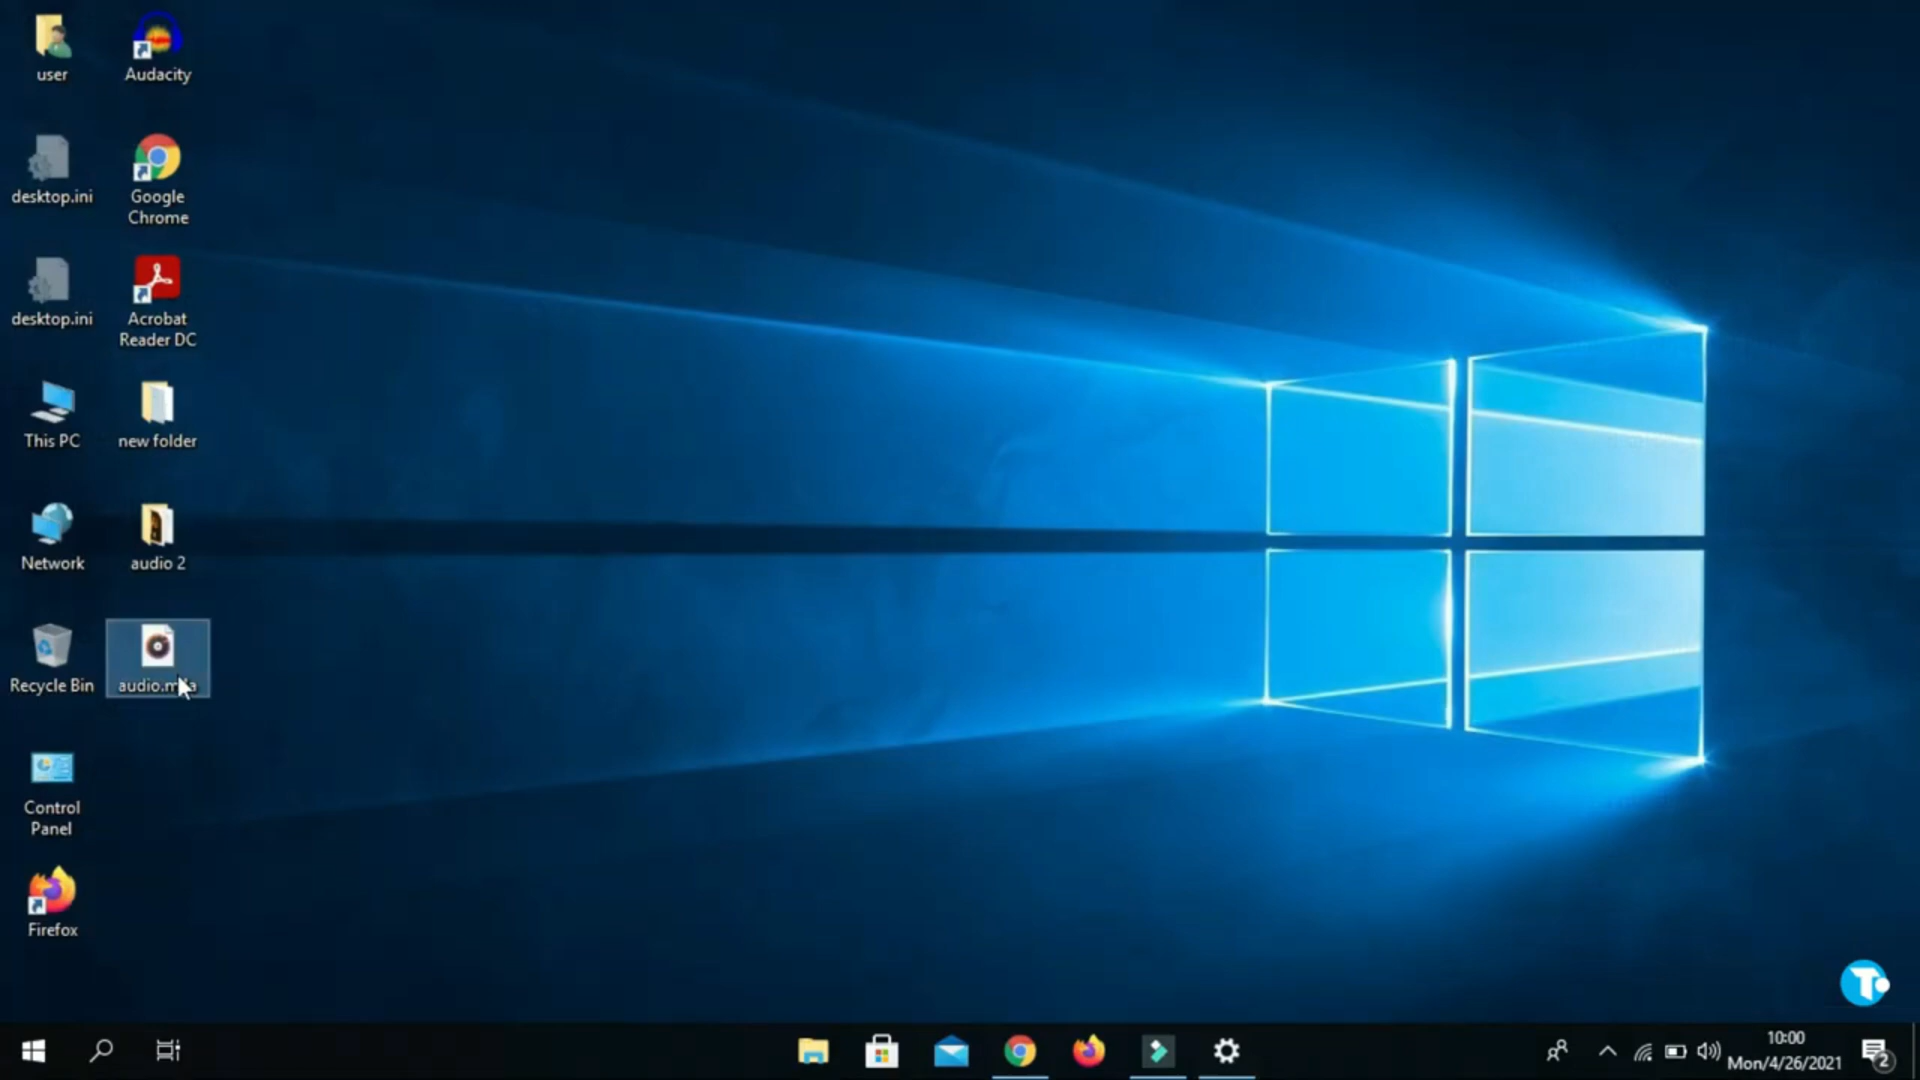 user
Audacity
desktop.ini
Google
Chrome
desktop.ini
Acrobat
Reader DC
This PC
new folder
Network
audio 2
Recycle Bin
Control
Panel
Firefox
10:00
Mon/4/26/2021
2